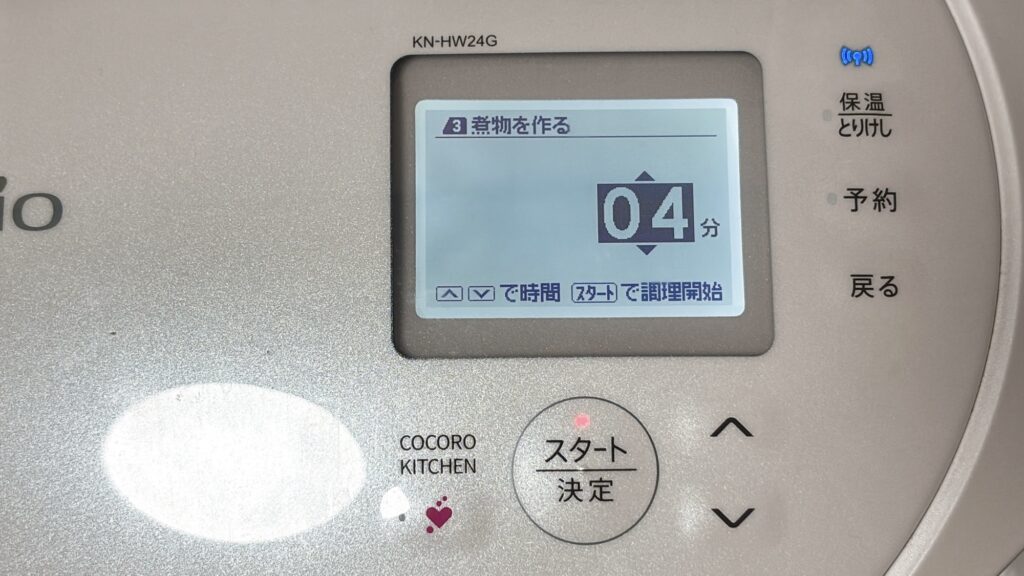 KN-HW24G
io
3 煮物を作る
04分
で時間 スタートで調理開始
保温
とりけし
予約
戻る
COCORO
KITCHEN
スタート
決定